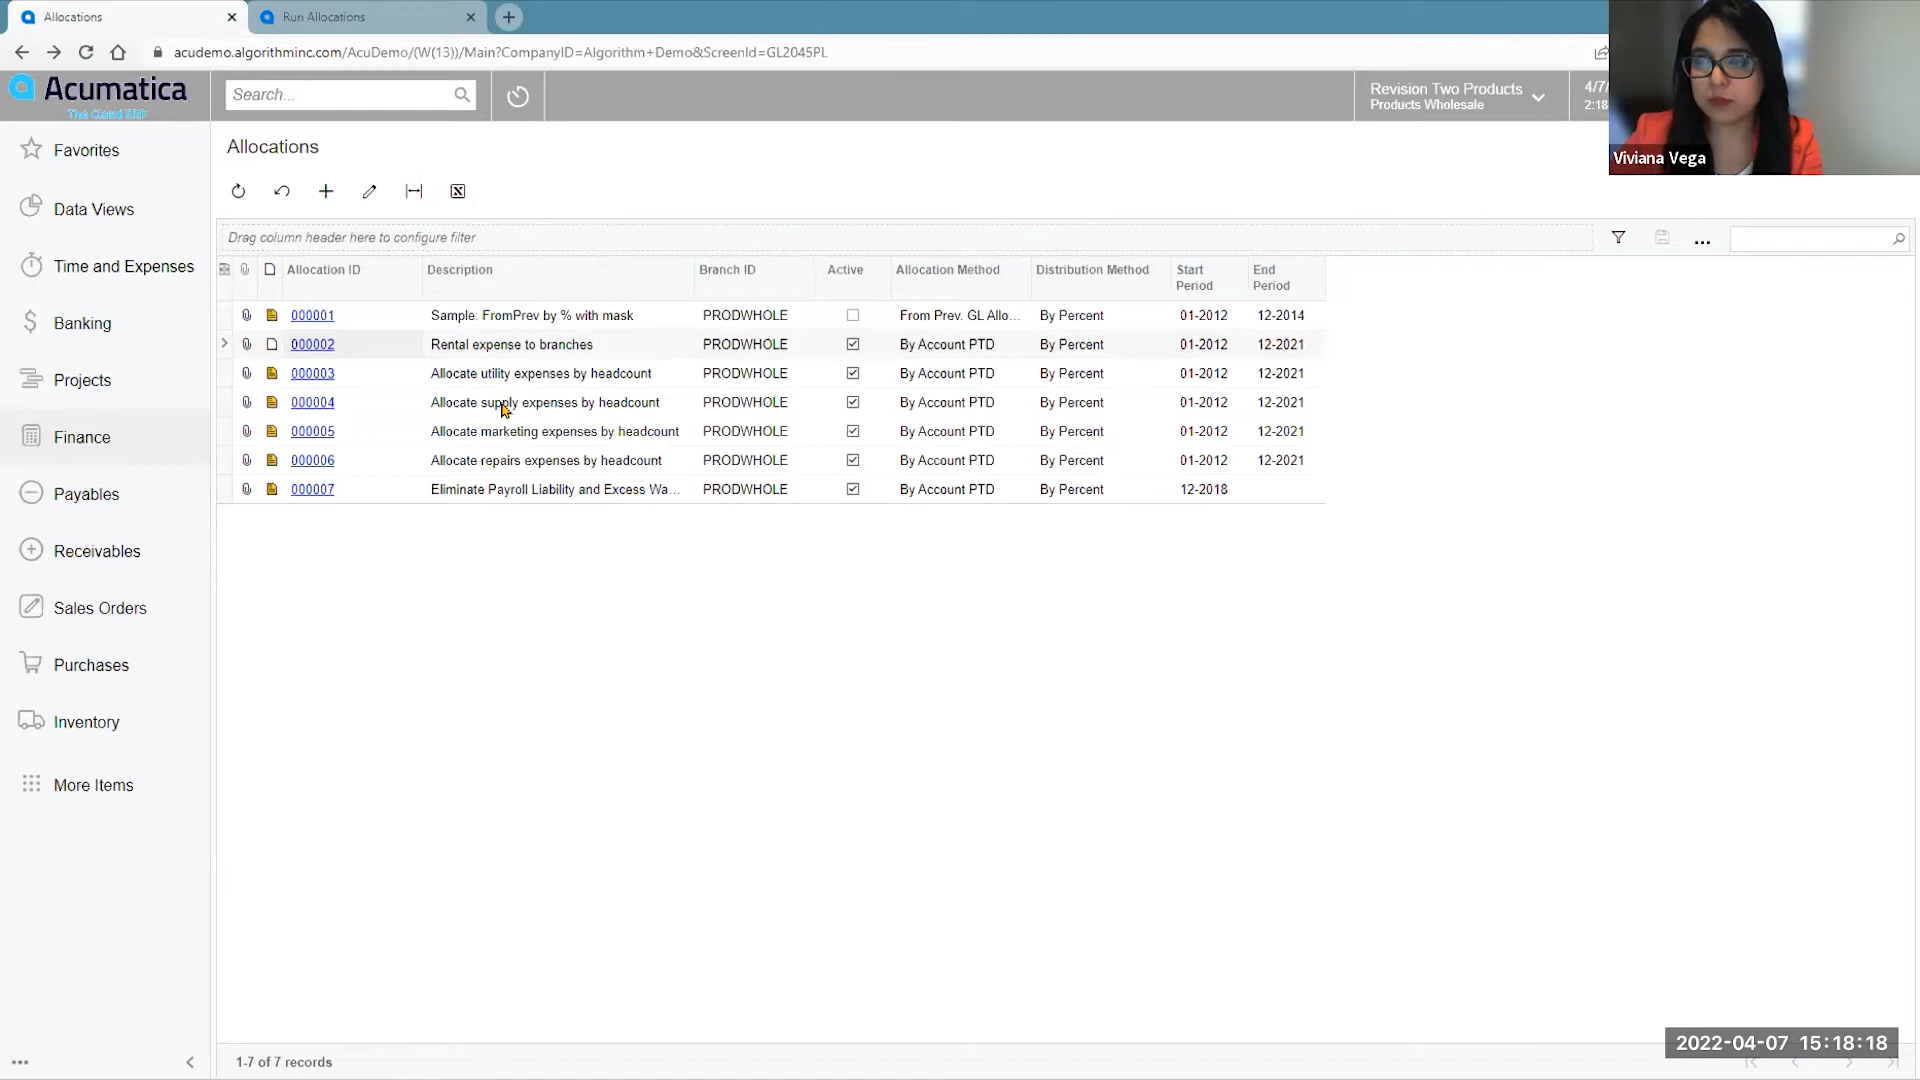 Allocations
Run Allocations
acudemo.algorithminc.com/AcuDemo/(W(13))/Main?CompanyID=Algorithm+Demo&ScreenId=GL2045PL
Acumatica
The Cloud ERP
Search...
Revision Two Products
Products Wholesale
4/7/
2:18
Viviana Vega
Favorites
Data Views
Time and Expenses
Banking
Projects
Finance
Payables
Receivables
Sales Orders
Purchases
Inventory
More Items
Allocations
Drag column header here to configure filter
Allocation ID Description Branch ID Active Allocation Method Distribution Method Start Period End Period
000001 Sample: FromPrev by % with mask PRODWHOLE From Prev. GL Allo... By Percent 01-2012 12-2014
000002 Rental expense to branches PRODWHOLE By Account PTD By Percent 01-2012 12-2021
000003 Allocate utility expenses by headcount PRODWHOLE By Account PTD By Percent 01-2012 12-2021
000004 Allocate supply expenses by headcount PRODWHOLE By Account PTD By Percent 01-2012 12-2021
000005 Allocate marketing expenses by headcount PRODWHOLE By Account PTD By Percent 01-2012 12-2021
000006 Allocate repairs expenses by headcount PRODWHOLE By Account PTD By Percent 01-2012 12-2021
000007 Eliminate Payroll Liability and Excess Wa... PRODWHOLE By Account PTD By Percent 12-2018
1-7 of 7 records
2022-04-07 15:18:18